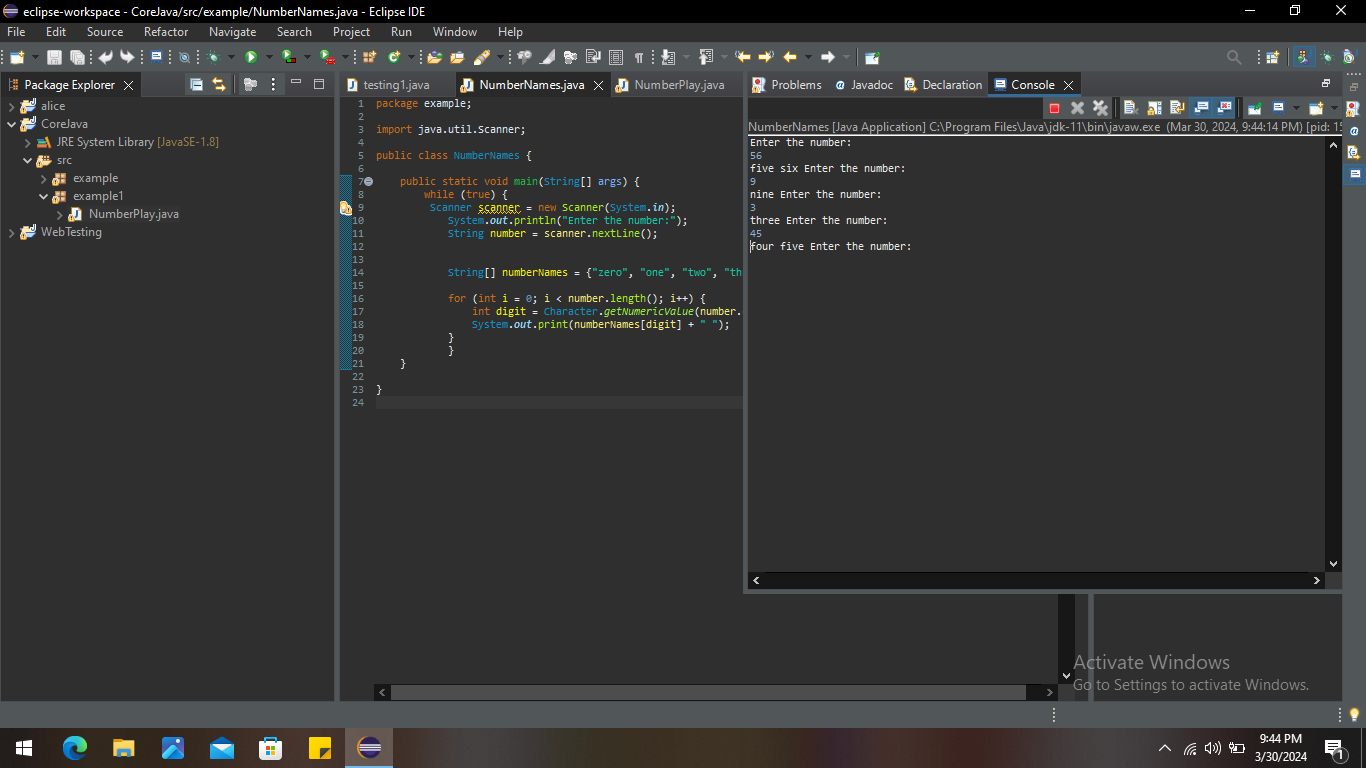 eclipse-workspace - CoreJava/src/example/NumberNames.java - Eclipse IDE
File Edit Source Refactor Navigate Search Project Run Window Help
Package Explorer
alice
CoreJava
JRE System Library [JavaSE-1.8]
src
example
example1
NumberPlay.java
WebTesting
testing1.java NumberNames.java NumberPlay.java
1 package example;
2
3 import java.util.Scanner;
4
5 public class NumberNames {
6
7 public static void main(String[] args) {
8 while (true) {
9 Scanner scanner = new Scanner(System.in);
10 System.out.println("Enter the number:");
11 String number = scanner.nextLine();
12
13
14 String[] numberNames = {"zero", "one", "two", "th
15
16 for (int i = 0; i < number.length(); i++) {
17 int digit = Character.getNumericValue(number.
18 System.out.print(numberNames[digit] + " ");
19 }
20 }
21 }
22
23 }
24
Problems Javadoc Declaration Console
NumberNames [Java Application] C:\Program Files\Java\jdk-11\bin\javaw.exe (Mar 30, 2024, 9:44:14 PM) [pid: 15
Enter the number:
56
five six Enter the number:
9
nine Enter the number:
3
three Enter the number:
45
four five Enter the number:
Activate Windows
Go to Settings to activate Windows.
9:44 PM
3/30/2024
1